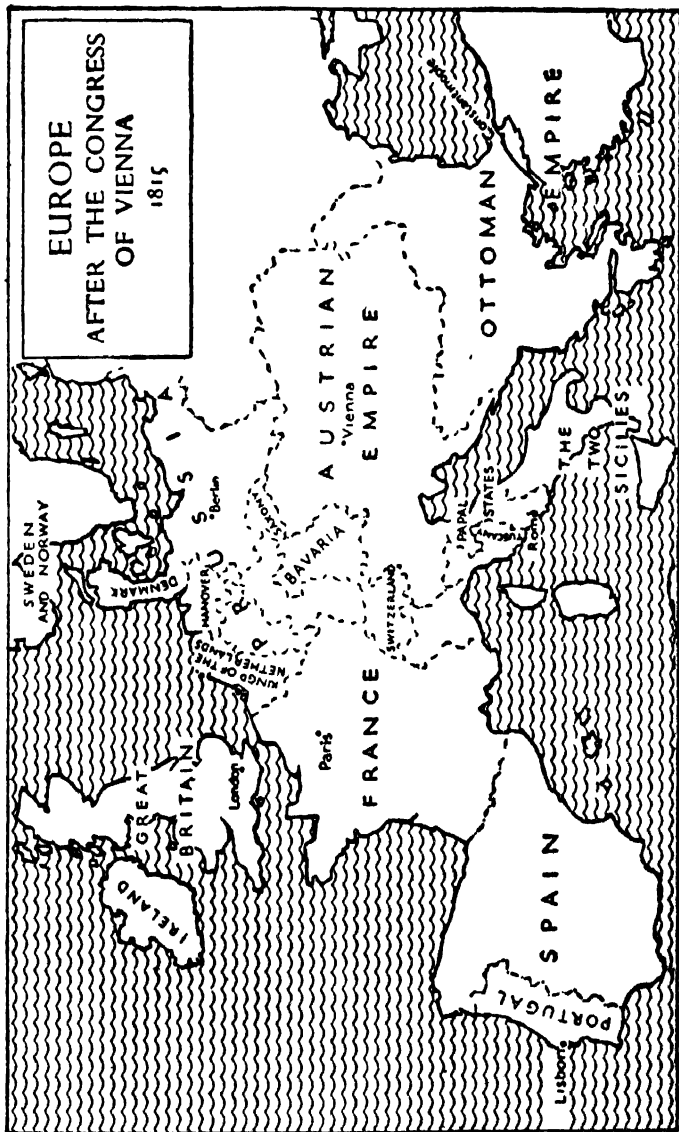 EUROPE
AFTER THE CONGRESS
OF VIENNA
1815
SWEDEN
AND NORWAY
DENMARK
GREAT
BRITAIN
London
IRELAND
HANOVER
KINGD OF THE
NETHERLANDS
PRUSSIA
Berlin
SAXONY
BAVARIA
AUSTRIAN
EMPIRE
Vienna
Paris
FRANCE
SWITZERLAND
PAPAL
STATES
TUSCANY
Rome
THE
TWO
SICILIES
OTTOMAN
EMPIRE
Constantinople
SPAIN
PORTUGAL
Lisbon